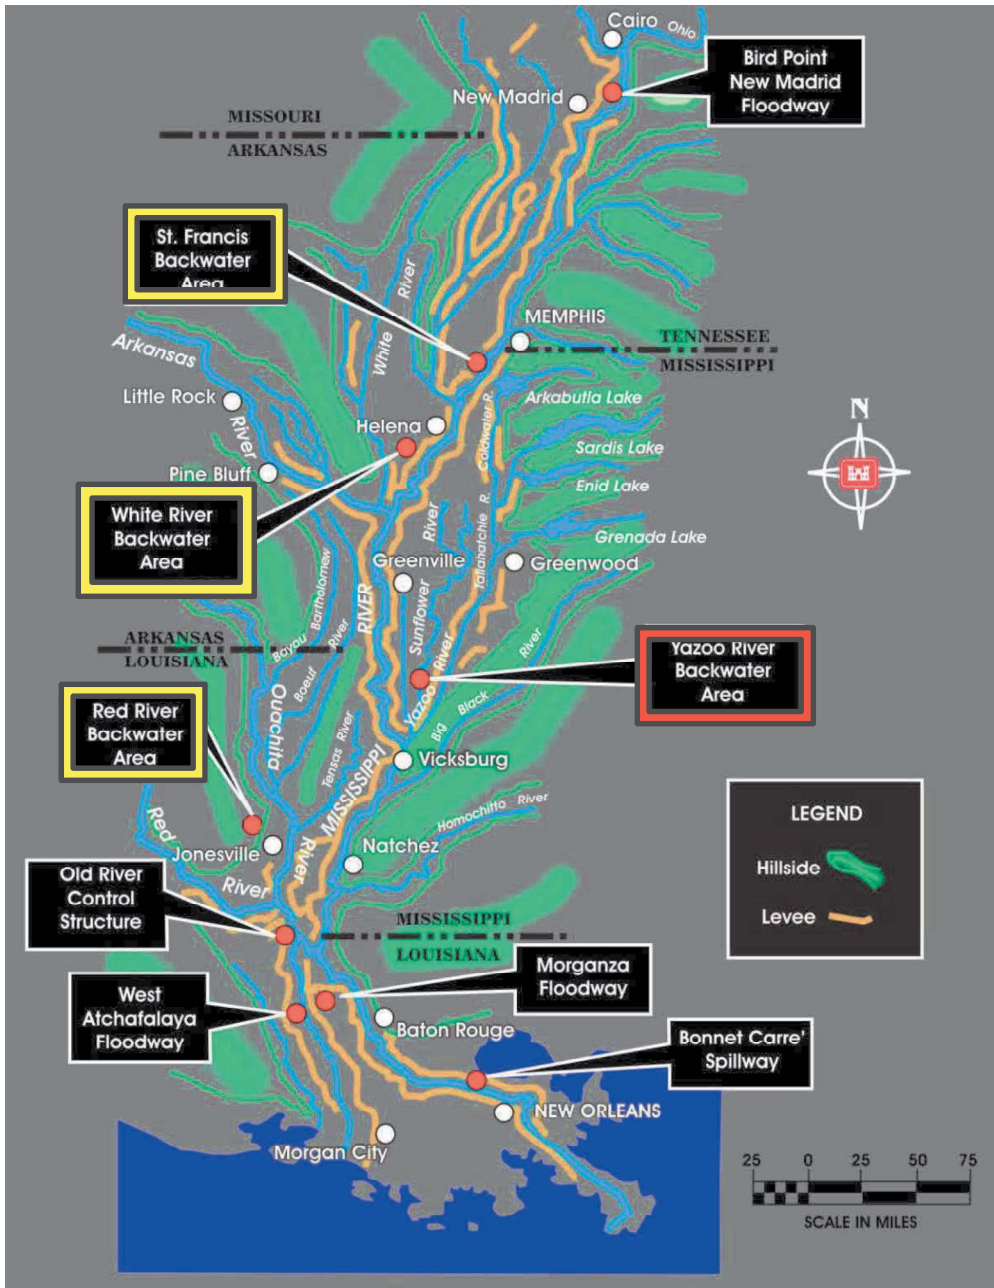 Cairo
Ohio
Bird Point
New Madrid
Floodway
New Madrid
MISSOURI
ARKANSAS
St. Francis
Backwater
Area
White River
MEMPHIS
TENNESSEE
MISSISSIPPI
Arkansas River
Little Rock
Helena
Arkabutla Lake
Coldwater R.
Sardis Lake
Pine Bluff
Enid Lake
White River
Backwater
Area
River
Tallahatchie R.
Grenada Lake
Greenville
Greenwood
Bartholomew
RIVER
Sunflower
ARKANSAS
LOUISIANA
Bayou
River
Boeuf
Yazoo River
River
Yazoo River
Backwater
Area
Red River
Backwater
Area
Ouachita
Tensas River
Big Black
Vicksburg
MISSISSIPPI
Homochitto River
LEGEND
Hillside
Levee
Red River
Jonesville
River
Natchez
Old River
Control
Structure
MISSISSIPPI
LOUISIANA
West
Atchafalaya
Floodway
Morganza
Floodway
Baton Rouge
Bonnet Carre'
Spillway
NEW ORLEANS
Morgan City
N
25 0 25 50 75
SCALE IN MILES